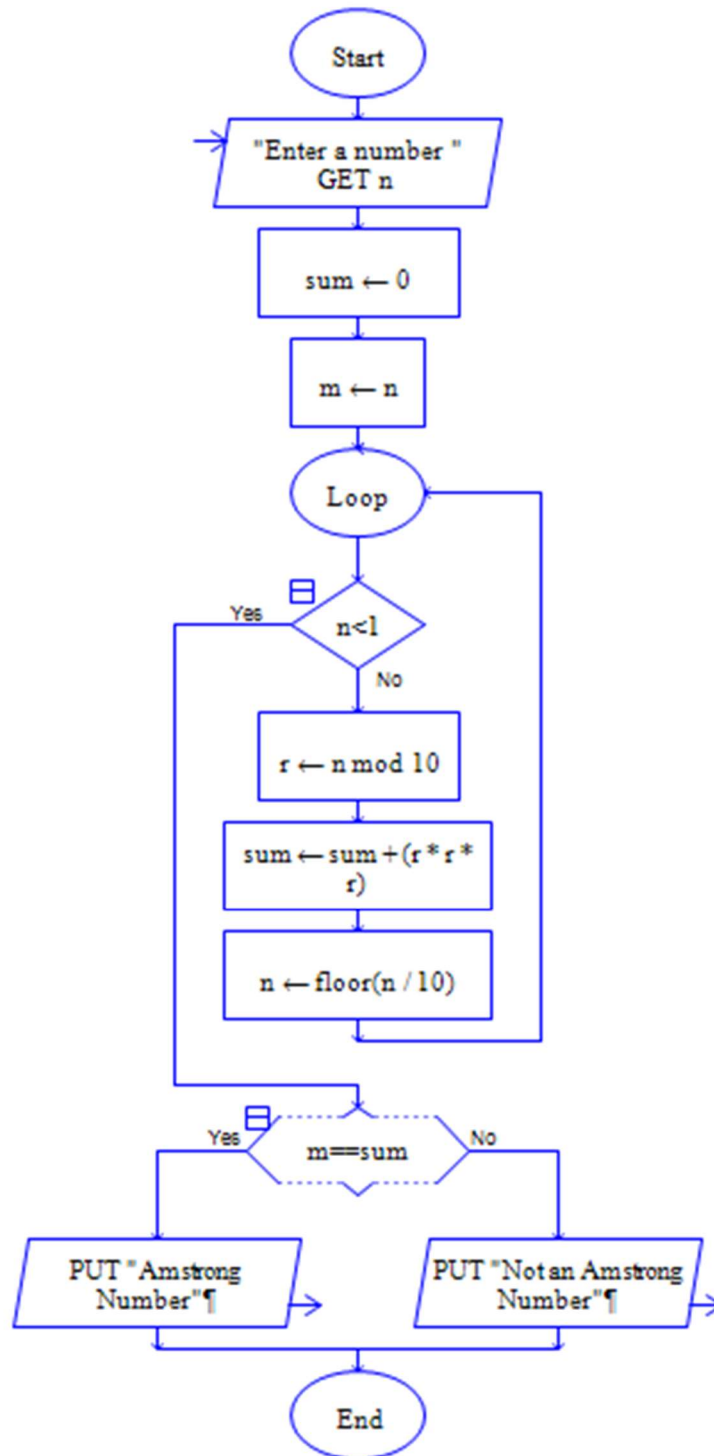 Start
"Enter a number "
GET n
sum ← 0
m ← n
Loop
Yes
n<1
No
r ← n mod 10
sum ← sum + (r * r *
r)
n ← floor(n / 10)
Yes
m==sum
No
PUT "Amstrong
Number"¶
PUT "Not an Amstrong
Number"¶
End